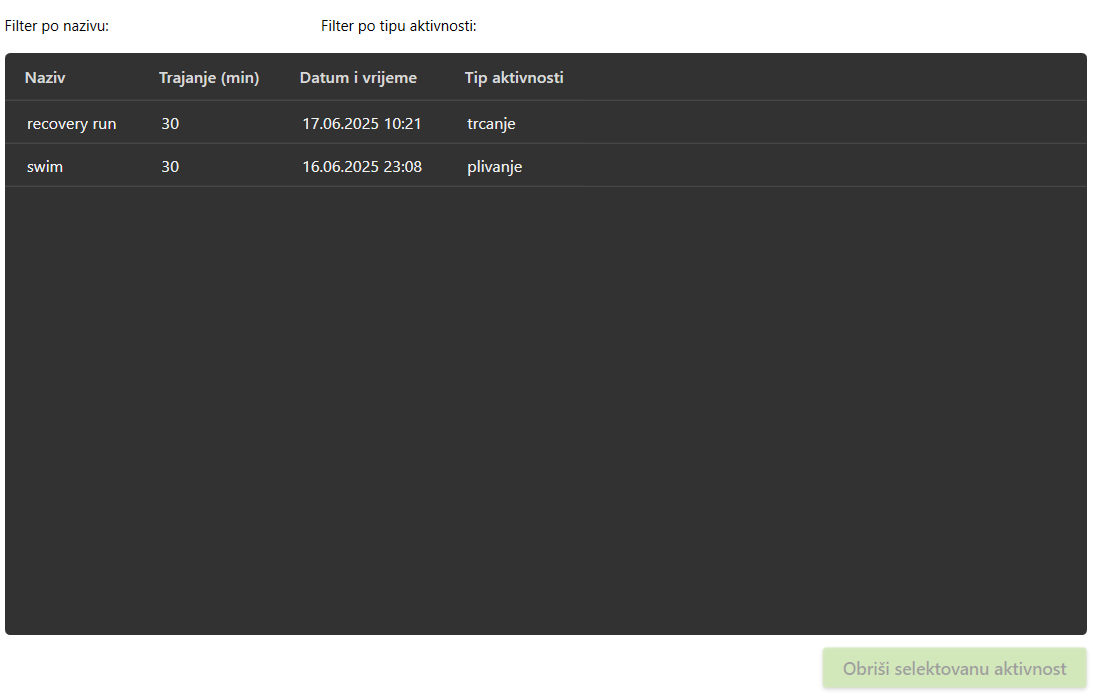 Filter po nazivu: Filter po tipu aktivnosti:
Naziv Trajanje (min) Datum i vrijeme Tip aktivnosti
recovery run 30 17.06.2025 10:21 trcanje
swim 30 16.06.2025 23:08 plivanje
Obriši selektovanu aktivnost